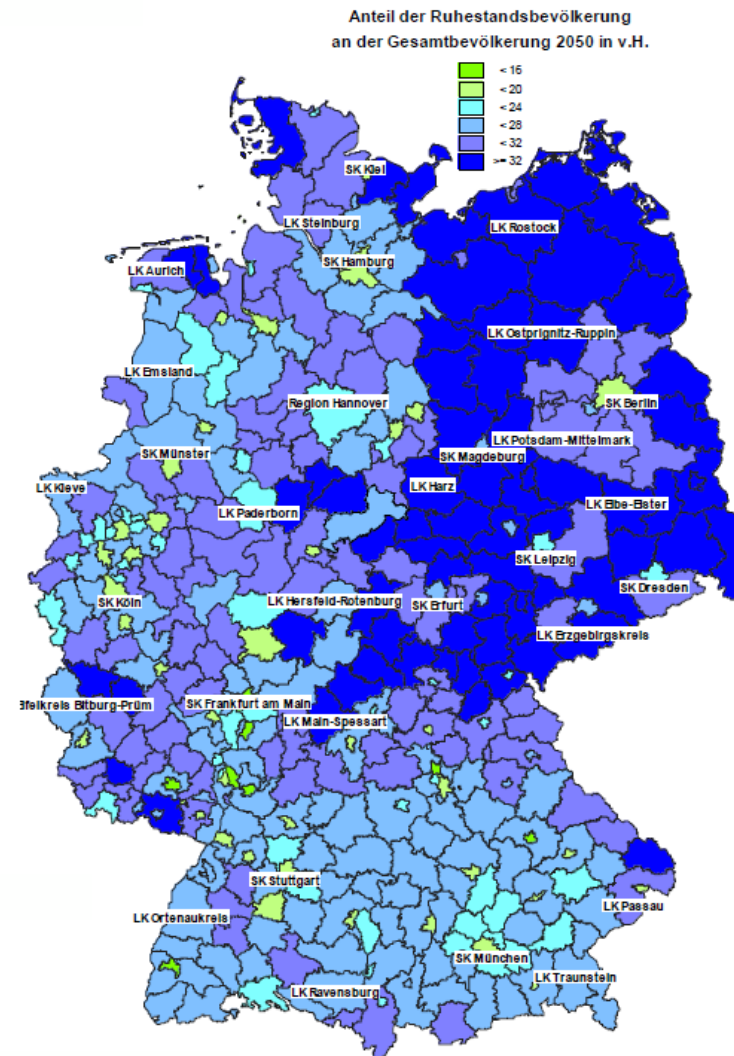 Anteil der Ruhestandsbevölkerung
an der Gesamtbevölkerung 2050 in v.H.
< 16
< 20
< 24
< 28
< 32
>= 32
SK Kiel
LK Steinburg
LK Rostock
SK Hamburg
LK Aurich
LK Ostprignitz-Ruppin
LK Emsland
Region Hannover
SK Berlin
LK Potsdam-Mittelmark
SK Münster
SK Magdeburg
LK Kleve
LK Harz
LK Elbe-Elster
LK Paderborn
SK Leipzig
SK Dresden
SK Köln
LK Hersfeld-Rotenburg
SK Erfurt
LK Erzgebirgskreis
ifelkreis Bitburg-Prüm
SK Frankfurt am Main
LK Main-Spessart
SK Stuttgart
LK Passau
LK Ortenaukreis
SK München
LK Traunstein
LK Ravensburg